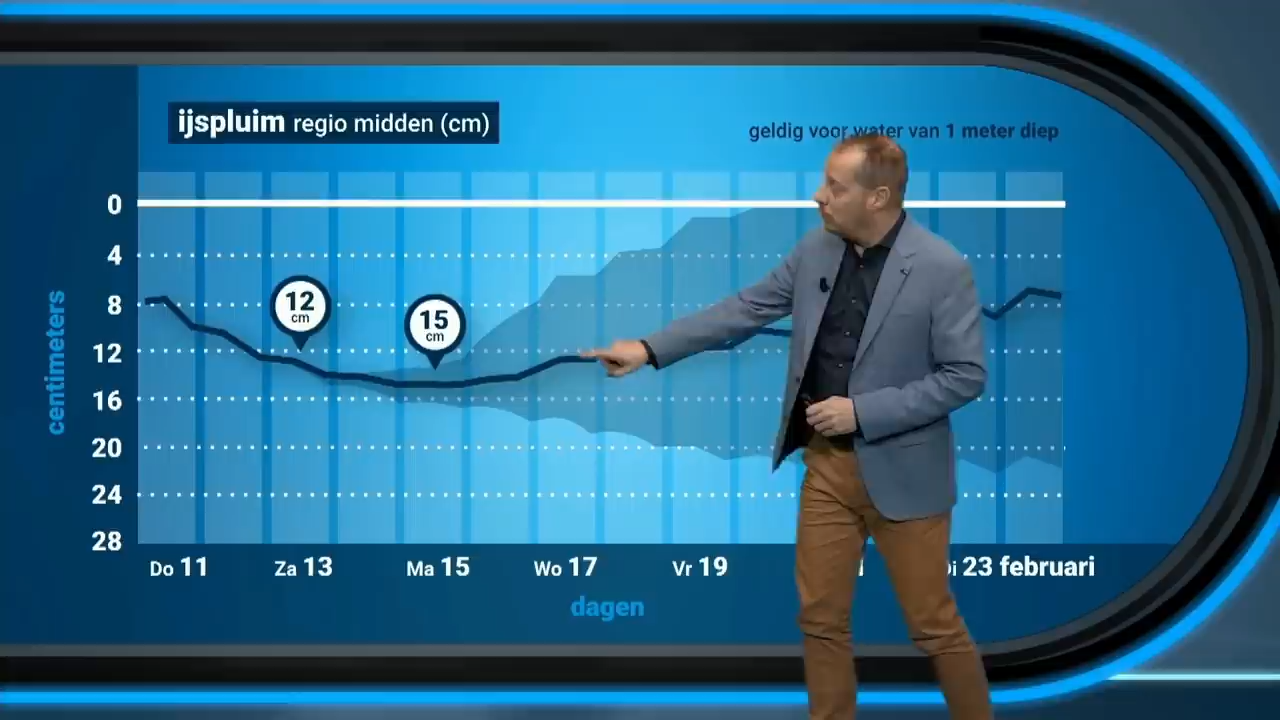 ijspluim regio midden (cm)
geldig voor water van 1 meter diep
centimeters
0
4
8
12
16
20
24
28
12
cm
15
cm
Do 11
Za 13
Ma 15
Wo 17
Vr 19
23 februari
dagen